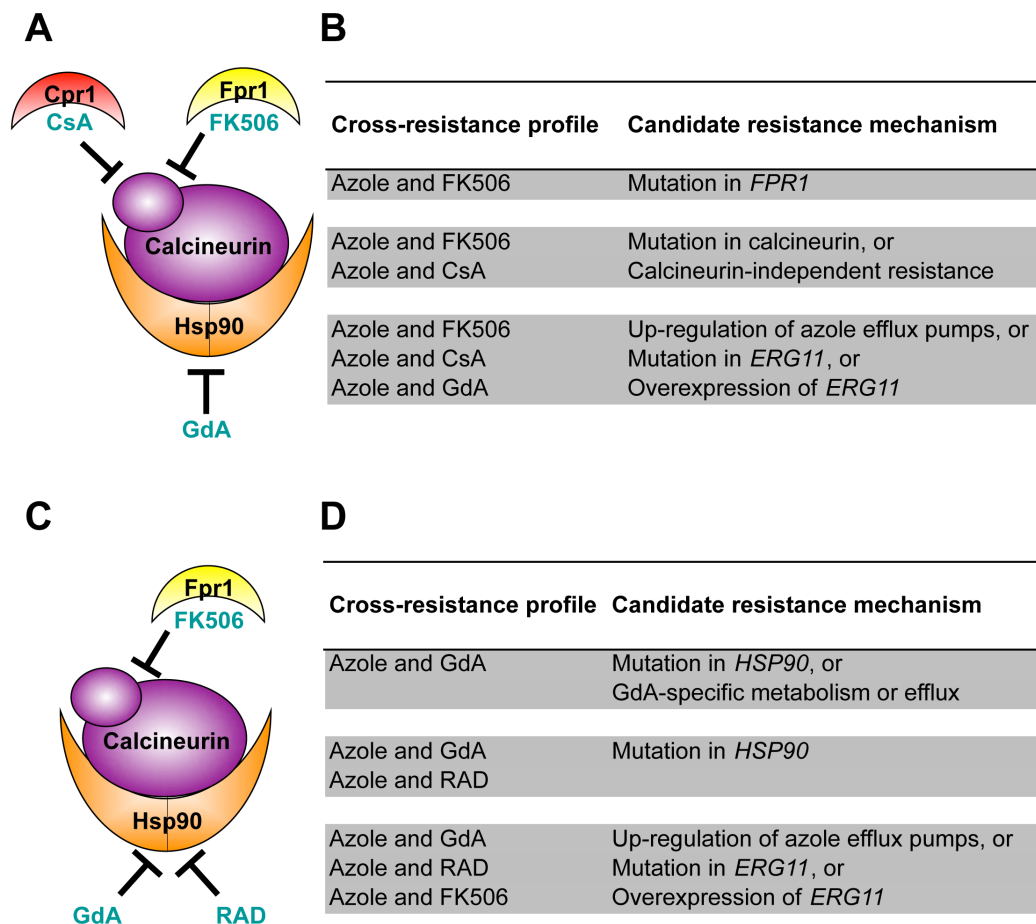 A
Cpr1
CsA
Fpr1
FK506
Calcineurin
Hsp90
GdA
B
Cross-resistance profile Candidate resistance mechanism
Azole and FK506 Mutation in FPR1
Azole and FK506 Mutation in calcineurin, or
Azole and CsA Calcineurin-independent resistance
Azole and FK506 Up-regulation of azole efflux pumps, or
Azole and CsA Mutation in ERG11, or
Azole and GdA Overexpression of ERG11
C
Fpr1
FK506
Calcineurin
Hsp90
GdA RAD
D
Cross-resistance profile Candidate resistance mechanism
Azole and GdA Mutation in HSP90, or
GdA-specific metabolism or efflux
Azole and GdA Mutation in HSP90
Azole and RAD
Azole and GdA Up-regulation of azole efflux pumps, or
Azole and RAD Mutation in ERG11, or
Azole and FK506 Overexpression of ERG11